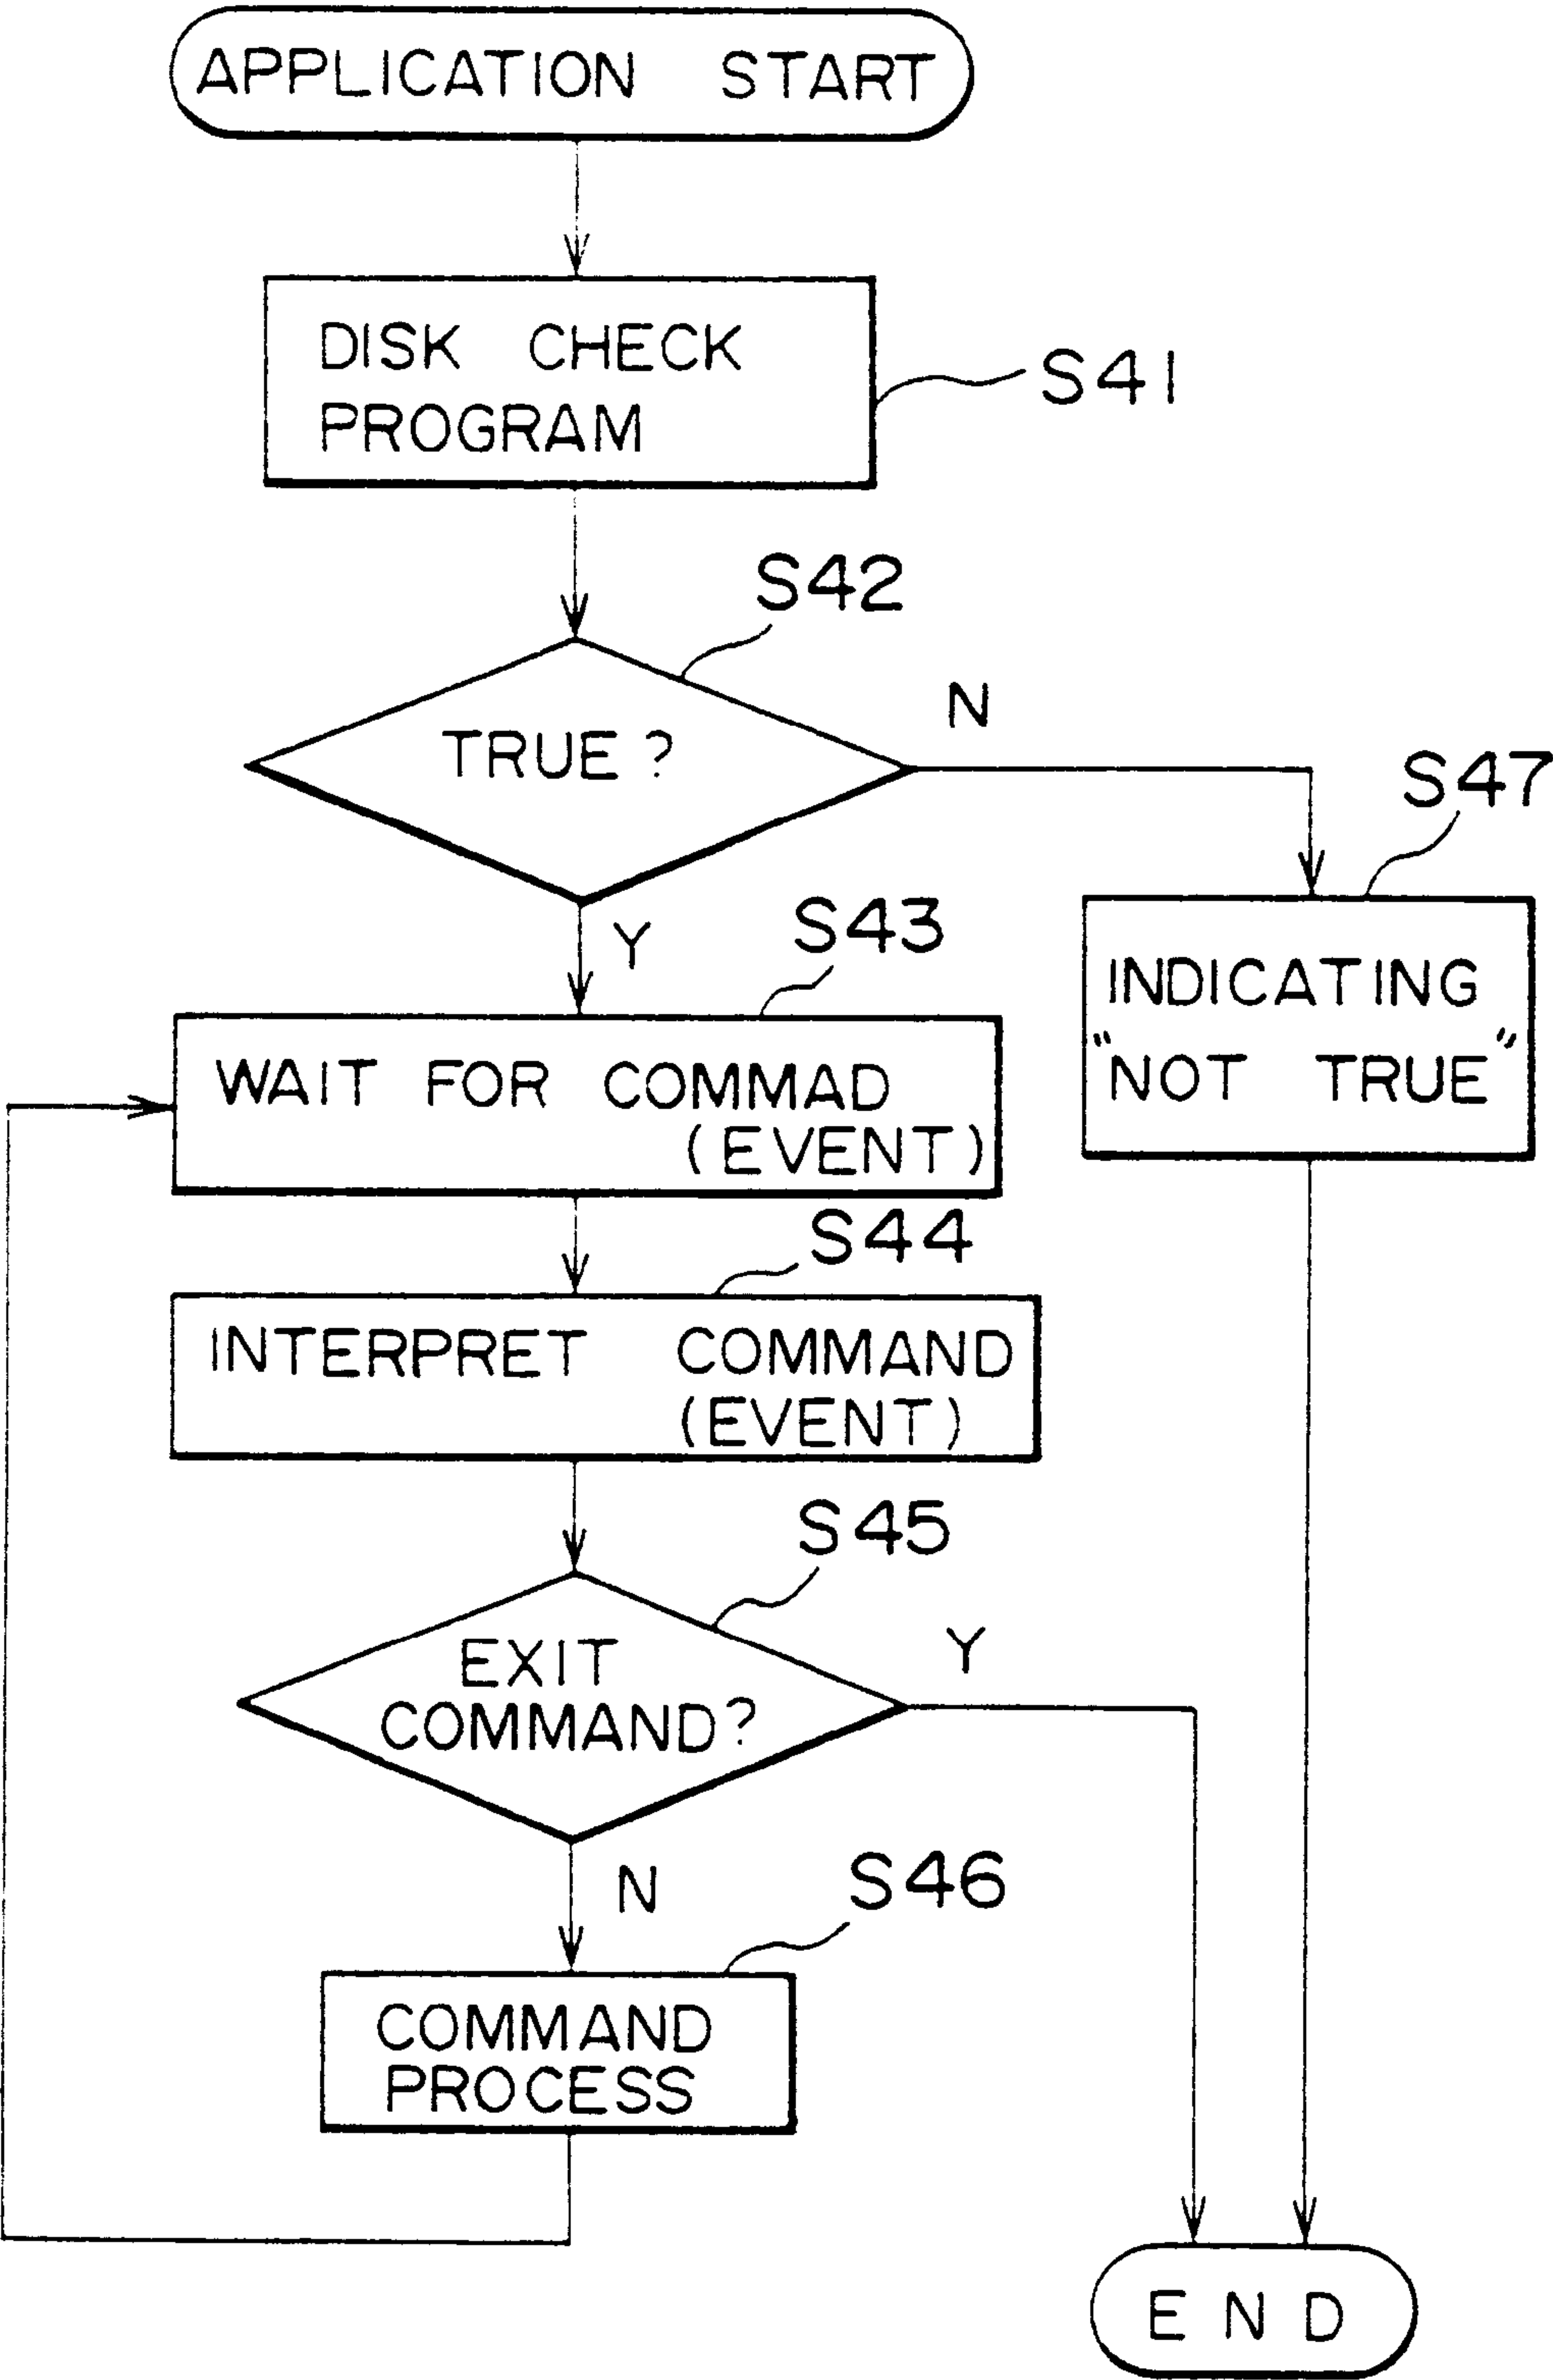 APPLICATION START
DISK CHECK
PROGRAM
S41
S42
TRUE?
N
S47
Y
S43
INDICATING
"NOT TRUE"
WAIT FOR COMMAD
(EVENT)
S44
INTERPRET COMMAND
(EVENT)
S45
EXIT
COMMAND?
Y
N
S46
COMMAND
PROCESS
END